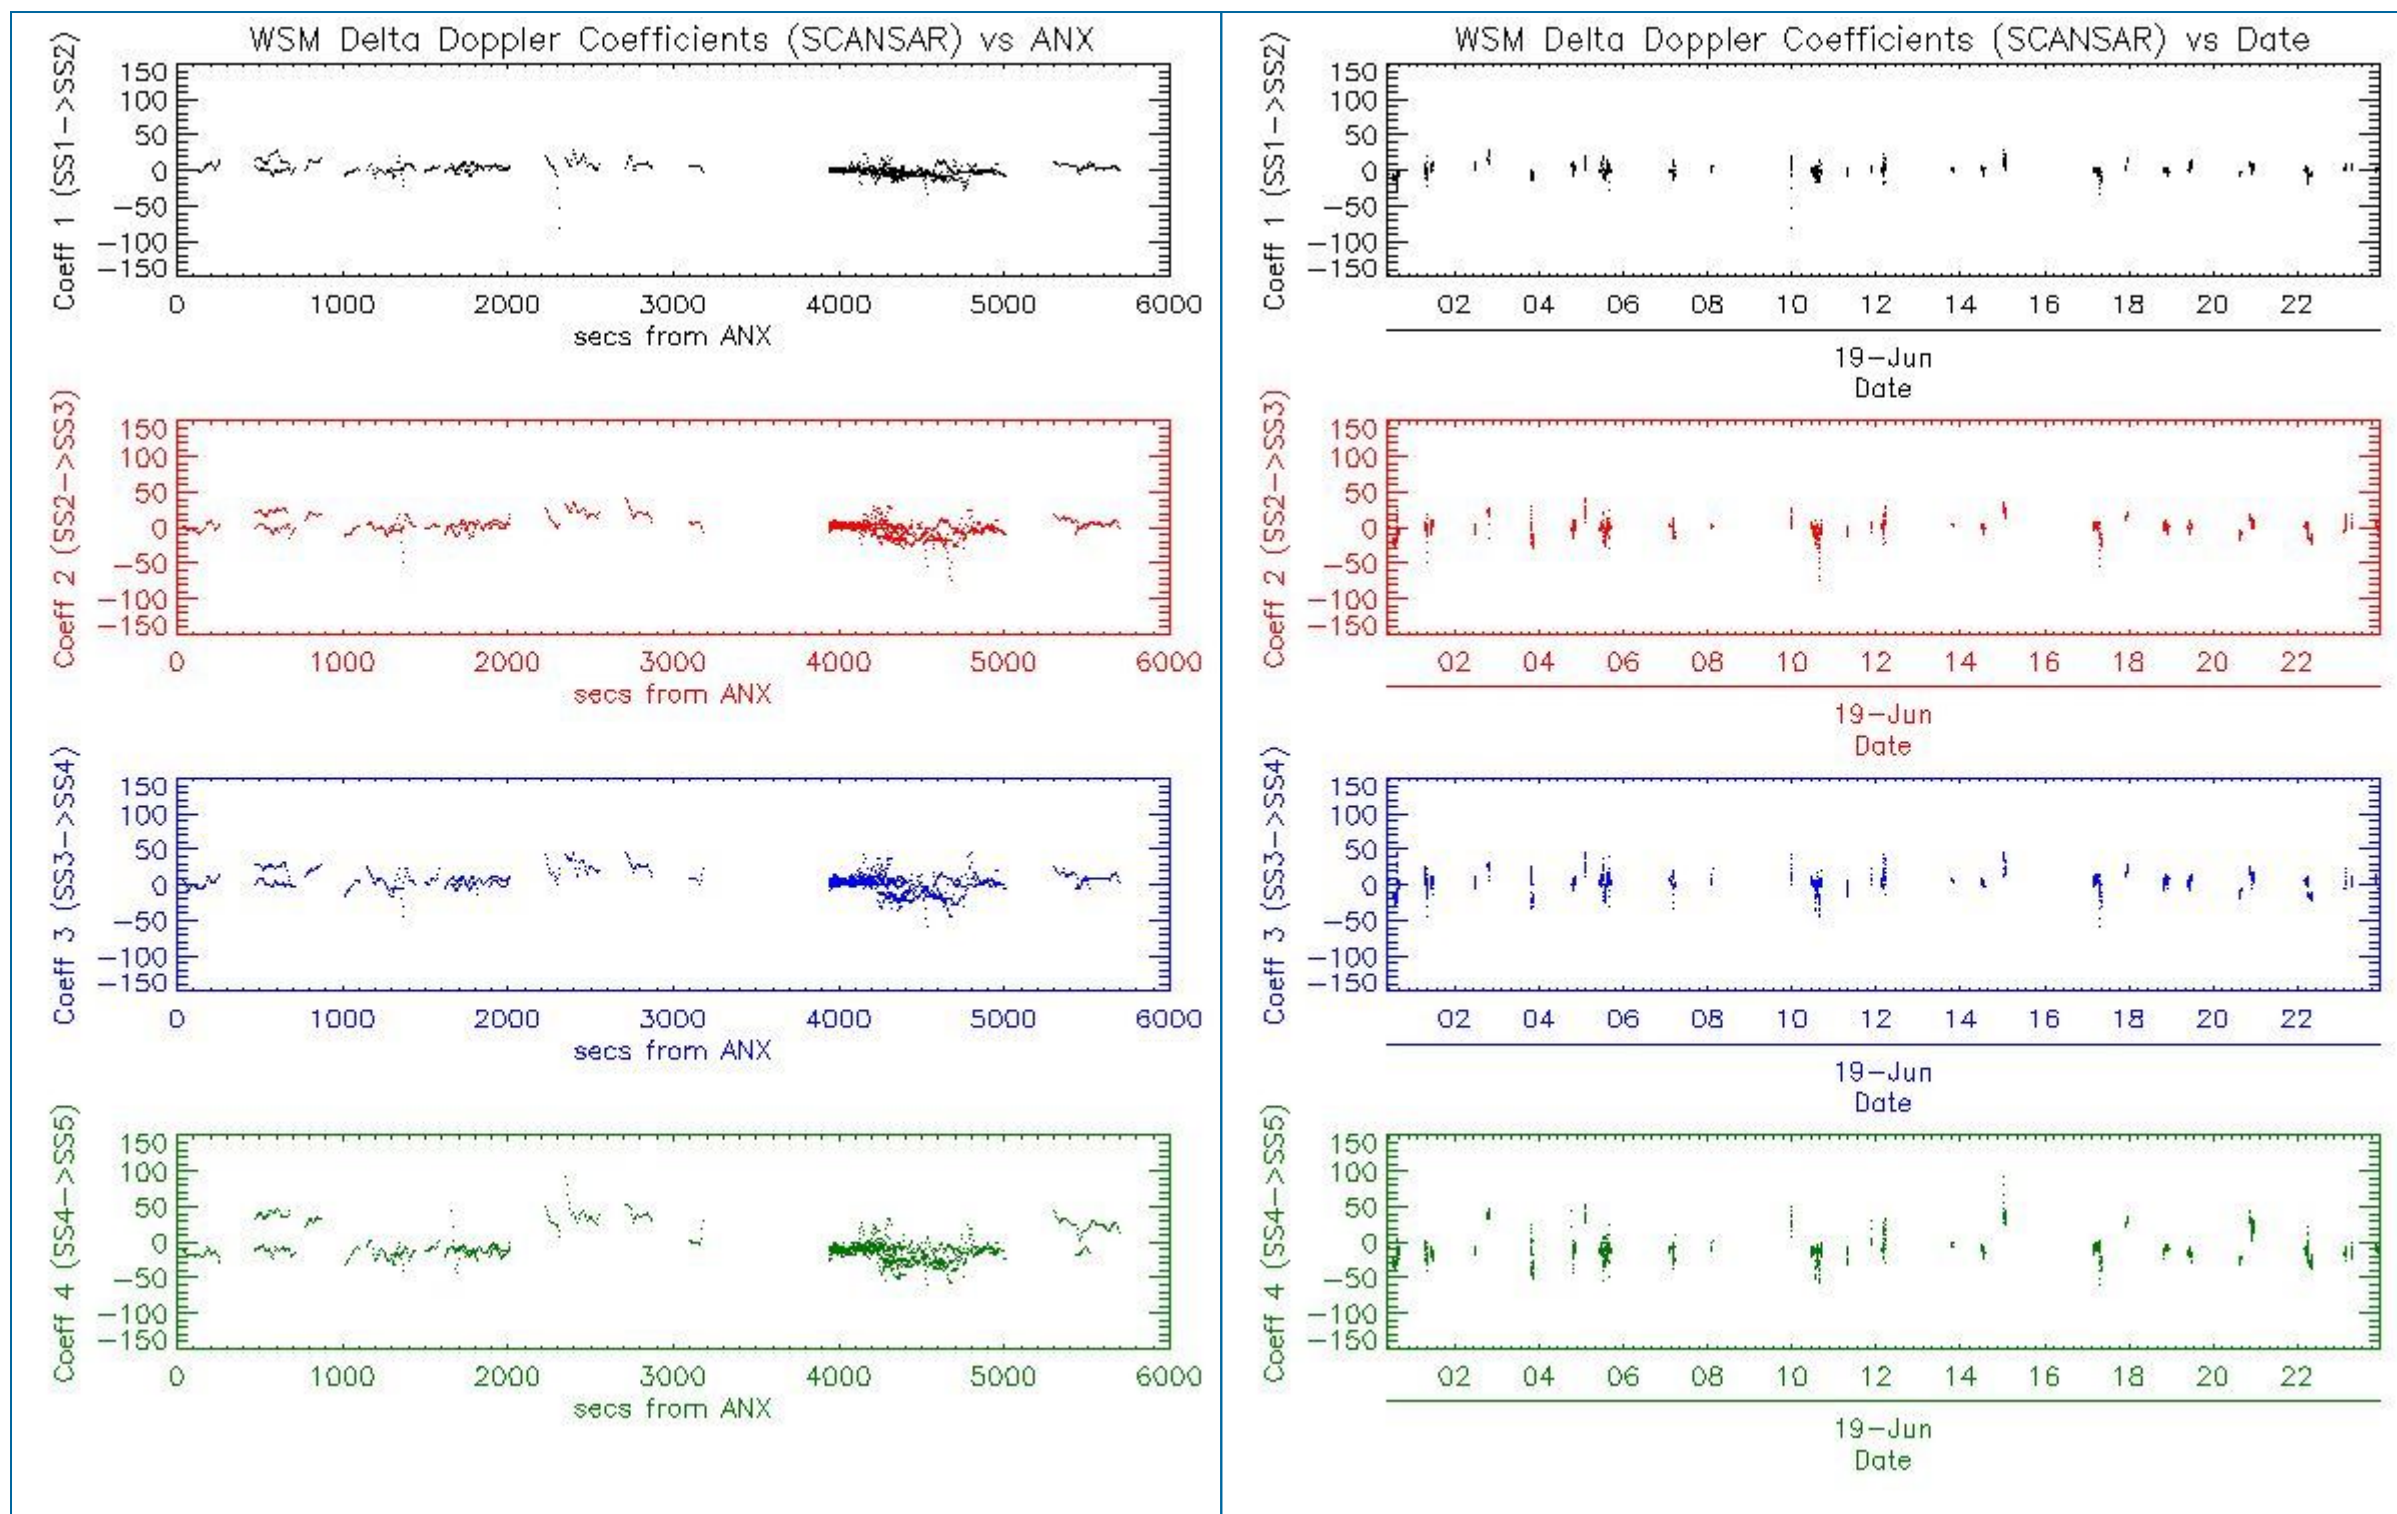 WSM Delta Doppler Coefficients (SCANSAR) vs ANX
Coeff 1 (SS1->SS2)
150
100
50
0
-50
-100
-150
0 1000 2000 3000 4000 5000 6000
secs from ANX
Coeff 2 (SS2->SS3)
150
100
50
0
-50
-100
-150
0 1000 2000 3000 4000 5000 6000
secs from ANX
Coeff 3 (SS3->SS4)
150
100
50
0
-50
-100
-150
0 1000 2000 3000 4000 5000 6000
secs from ANX
Coeff 4 (SS4->SS5)
150
100
50
0
-50
-100
-150
0 1000 2000 3000 4000 5000 6000
secs from ANX
WSM Delta Doppler Coefficients (SCANSAR) vs Date
Coeff 1 (SS1->SS2)
150
100
50
0
-50
-100
-150
02 04 06 08 10 12 14 16 18 20 22
19-Jun
Date
Coeff 2 (SS2->SS3)
150
100
50
0
-50
-100
-150
02 04 06 08 10 12 14 16 18 20 22
19-Jun
Date
Coeff 3 (SS3->SS4)
150
100
50
0
-50
-100
-150
02 04 06 08 10 12 14 16 18 20 22
19-Jun
Date
Coeff 4 (SS4->SS5)
150
100
50
0
-50
-100
-150
02 04 06 08 10 12 14 16 18 20 22
19-Jun
Date